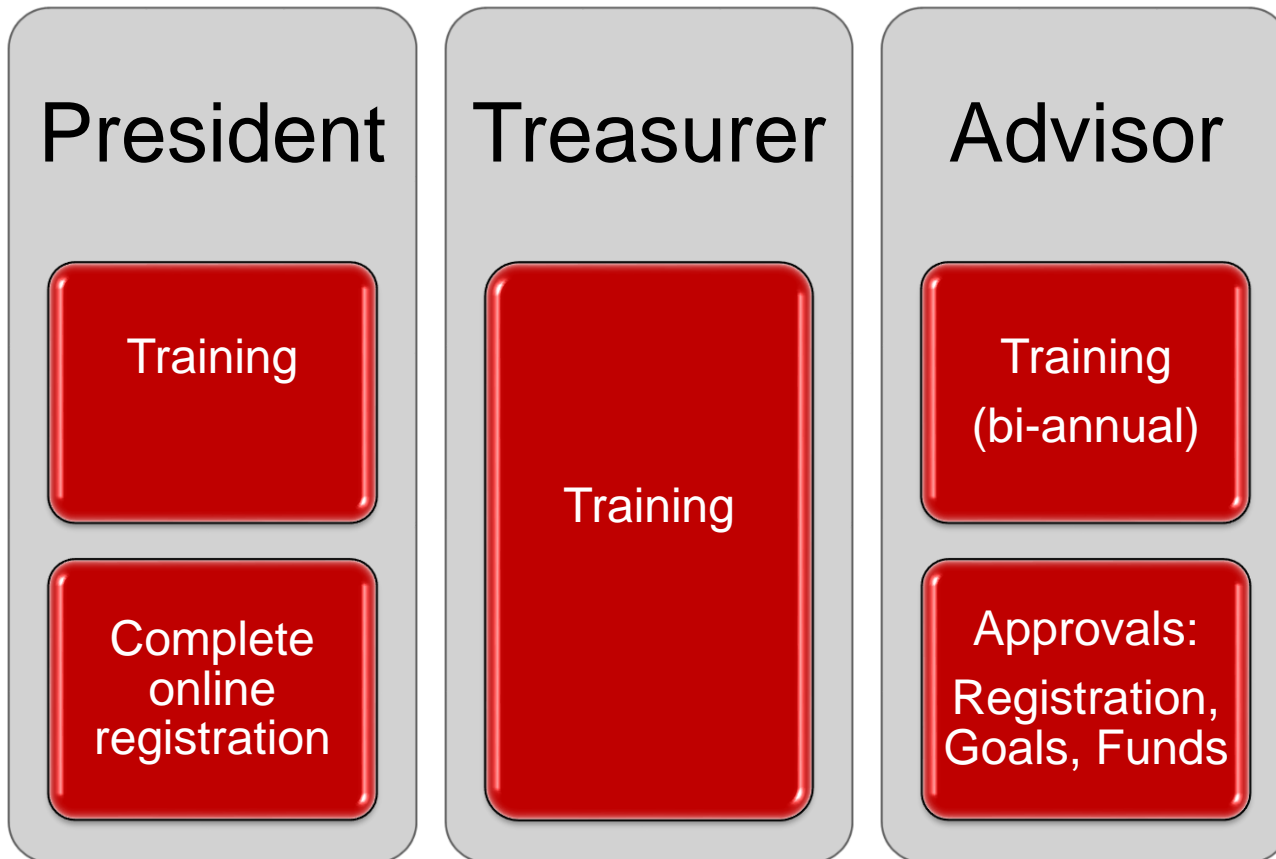 President
Training
Complete
online
registration
Treasurer
Training
Advisor
Training
(bi-annual)
Approvals:
Registration,
Goals, Funds